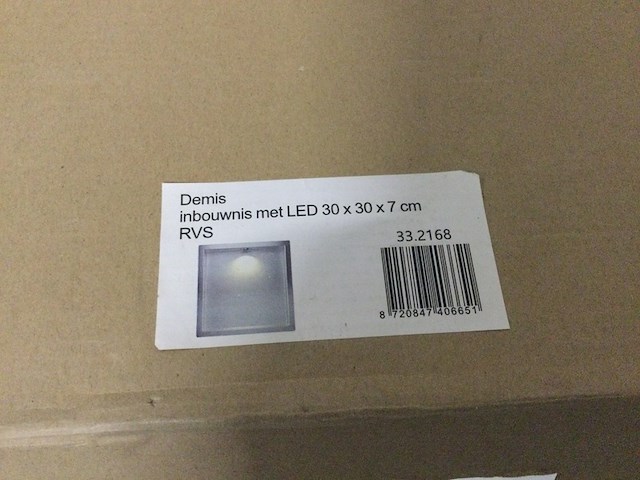 Demis
inbouwnis met LED 30 x 30 x 7 cm
RVS
33.2168
8 720847 406651